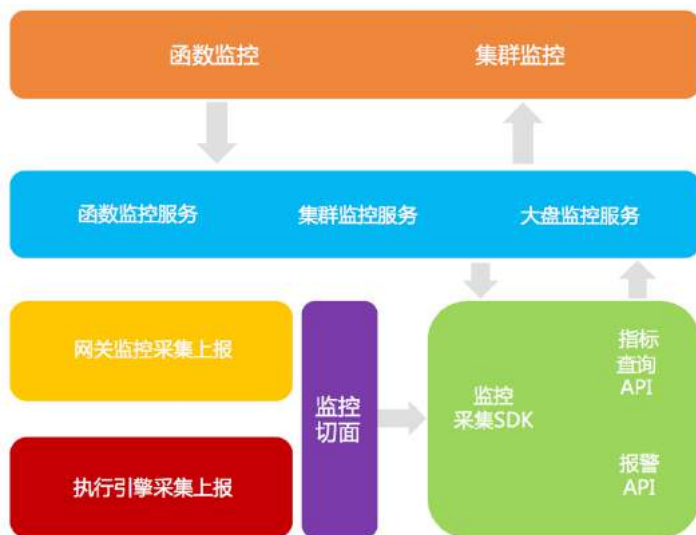 函数监控
集群监控
函数监控服务
集群监控服务
大盘监控服务
网关监控采集上报
执行引擎采集上报
监控
切面
监控
采集SDK
指标
查询
API
报警
API